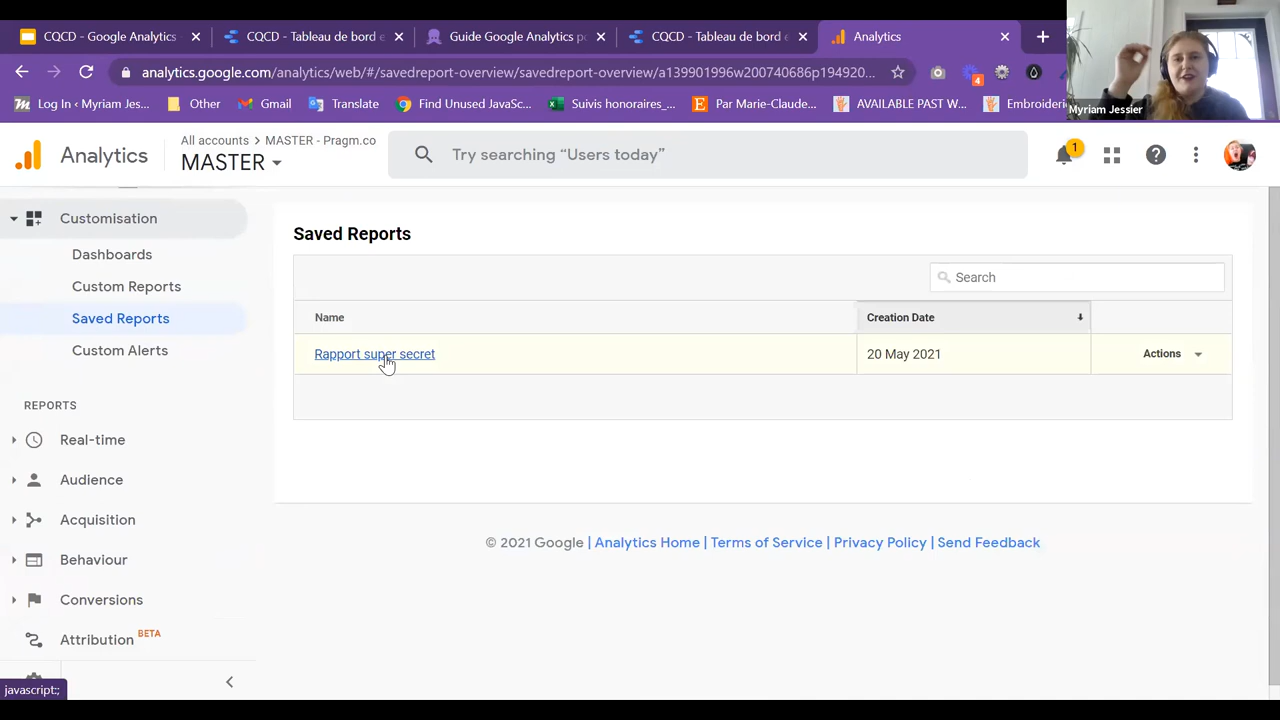 CQCD - Google Analytics
CQCD - Tableau de bord e
Guide Google Analytics po
CQCD - Tableau de bord e
Analytics
analytics.google.com/analytics/web/#/savedreport-overview/savedreport-overview/a139901996w200740686p194920...
4
Log In ‹ Myriam Jes...
Other
Gmail
Translate
Find Unused JavaSc...
Suivis honoraires_...
Par Marie-Claude...
AVAILABLE PAST W...
Embroiderie
Myriam Jessier
Analytics
All accounts > MASTER - Pragm.co
MASTER
Try searching “Users today”
1
Customisation
Dashboards
Custom Reports
Saved Reports
Custom Alerts
REPORTS
Real-time
Audience
Acquisition
Behaviour
Conversions
Attribution BETA
javascript:;
Saved Reports
Search
Name
Creation Date
Rapport super secret
20 May 2021
Actions
© 2021 Google | Analytics Home | Terms of Service | Privacy Policy | Send Feedback